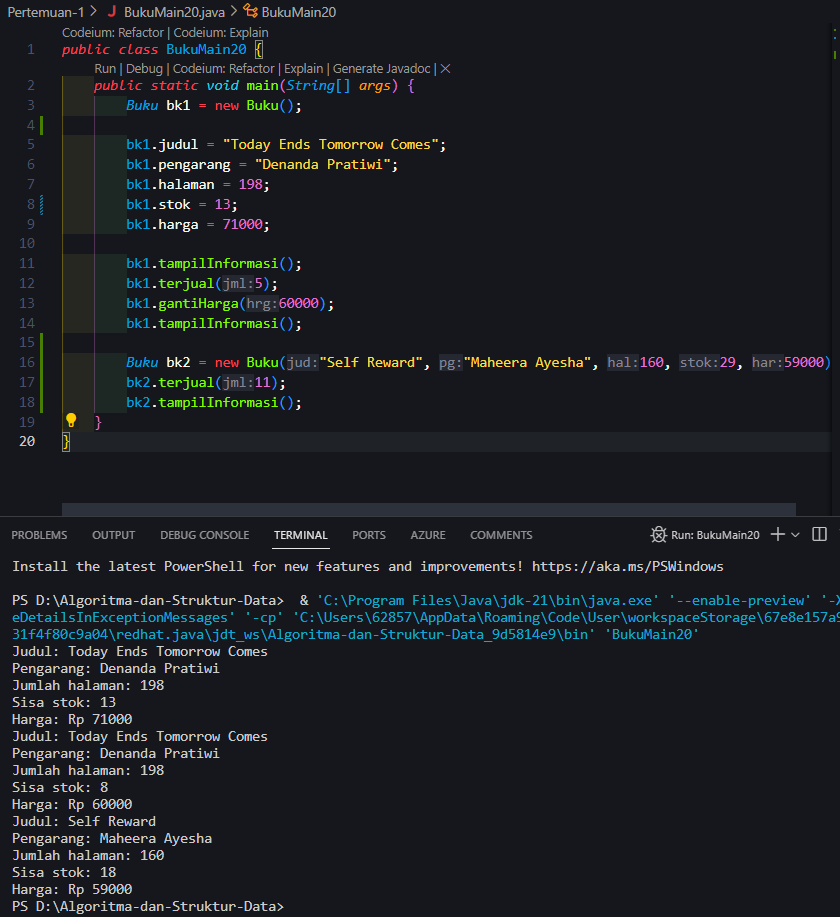 Pertemuan-1 > J BukuMain20.java > BukuMain20
Codeium: Refactor | Codeium: Explain
1 public class BukuMain20 {
Run | Debug | Codeium: Refactor | Explain | Generate Javadoc | X
2 public static void main(String[] args) {
3 Buku bk1 = new Buku();
4
5 bk1.judul = "Today Ends Tomorrow Comes";
6 bk1.pengarang = "Denanda Pratiwi";
7 bk1.halaman = 198;
8 bk1.stok = 13;
9 bk1.harga = 71000;
10
11 bk1.tampilInformasi();
12 bk1.terjual(jml:5);
13 bk1.gantiHarga(hrg:60000);
14 bk1.tampilInformasi();
15
16 Buku bk2 = new Buku(jud:"Self Reward", pg:"Maheera Ayesha", hal:160, stok:29, har:59000)
17 bk2.terjual(jml:11);
18 bk2.tampilInformasi();
19 }
20 }
PROBLEMS OUTPUT DEBUG CONSOLE TERMINAL PORTS AZURE COMMENTS Run: BukuMain20
Install the latest PowerShell for new features and improvements! https://aka.ms/PSWindows
PS D:\Algoritma-dan-Struktur-Data> & 'C:\Program Files\Java\jdk-21\bin\java.exe' '--enable-preview' '-X
eDetailsInExceptionMessages' '-cp' 'C:\Users\62857\AppData\Roaming\Code\User\workspaceStorage\67e8e157a9
31f4f80c9a04\redhat.java\jdt_ws\Algoritma-dan-Struktur-Data_9d5814e9\bin' 'BukuMain20'
Judul: Today Ends Tomorrow Comes
Pengarang: Denanda Pratiwi
Jumlah halaman: 198
Sisa stok: 13
Harga: Rp 71000
Judul: Today Ends Tomorrow Comes
Pengarang: Denanda Pratiwi
Jumlah halaman: 198
Sisa stok: 8
Harga: Rp 60000
Judul: Self Reward
Pengarang: Maheera Ayesha
Jumlah halaman: 160
Sisa stok: 18
Harga: Rp 59000
PS D:\Algoritma-dan-Struktur-Data>